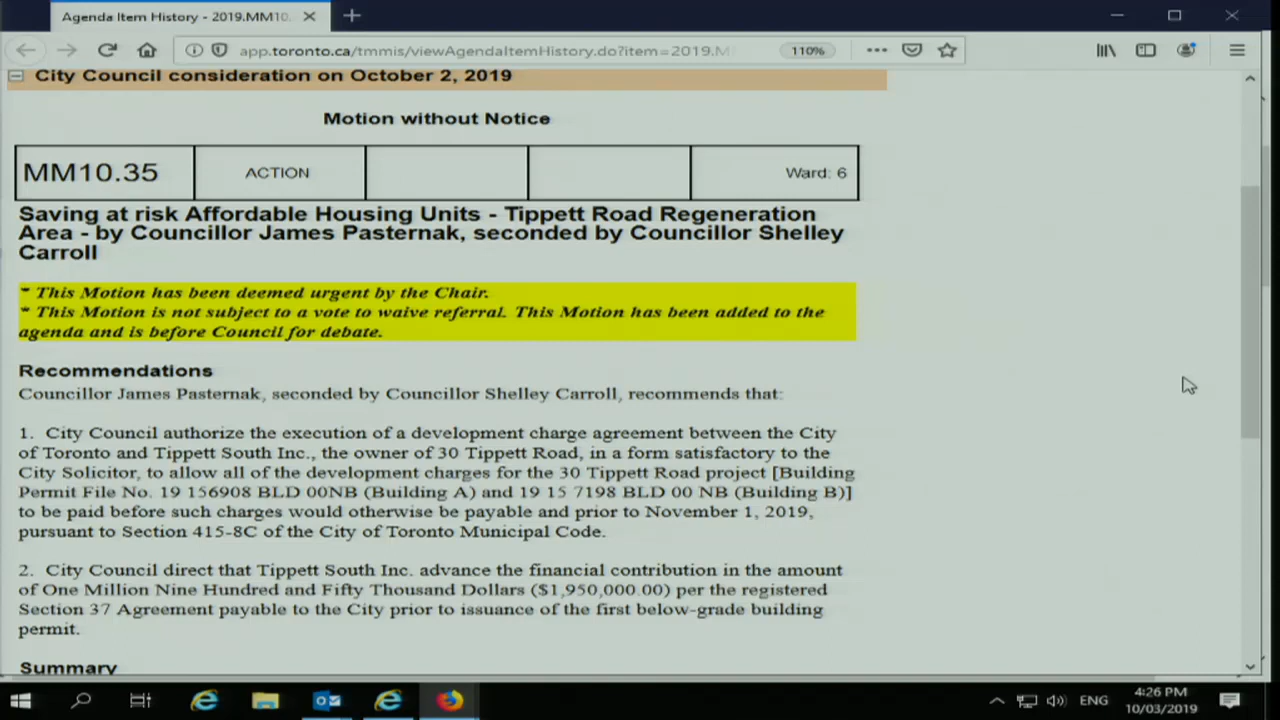 Agenda Item History - 2019.MM10.
app.toronto.ca/tmmis/viewAgendaItemHistory.do?item=2019.M
110%
City Council consideration on October 2, 2019
Motion without Notice
MM10.35 ACTION Ward: 6
Saving at risk Affordable Housing Units - Tippett Road Regeneration
Area - by Councillor James Pasternak, seconded by Councillor Shelley
Carroll
* This Motion has been deemed urgent by the Chair.
* This Motion is not subject to a vote to waive referral. This Motion has been added to the
agenda and is before Council for debate.
Recommendations
Councillor James Pasternak, seconded by Councillor Shelley Carroll, recommends that:
1. City Council authorize the execution of a development charge agreement between the City
of Toronto and Tippett South Inc., the owner of 30 Tippett Road, in a form satisfactory to the
City Solicitor, to allow all of the development charges for the 30 Tippett Road project [Building
Permit File No. 19 156908 BLD 00NB (Building A) and 19 15 7198 BLD 00 NB (Building B)]
to be paid before such charges would otherwise be payable and prior to November 1, 2019,
pursuant to Section 415-8C of the City of Toronto Municipal Code.
2. City Council direct that Tippett South Inc. advance the financial contribution in the amount
of One Million Nine Hundred and Fifty Thousand Dollars ($1,950,000.00) per the registered
Section 37 Agreement payable to the City prior to issuance of the first below-grade building
permit.
Summary
ENG
4:26 PM
10/03/2019